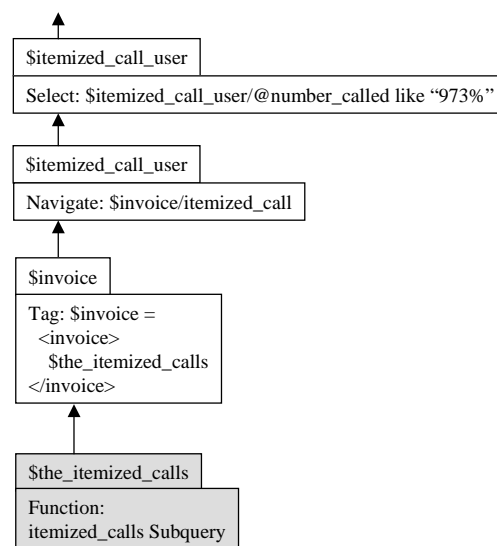 $itemized_call_user
Select: $itemized_call_user/@number_called like “973%”
$itemized_call_user
Navigate: $invoice/itemized_call
$invoice
Tag: $invoice =
<invoice>
$the_itemized_calls
</invoice>
$the_itemized_calls
Function:
itemized_calls Subquery